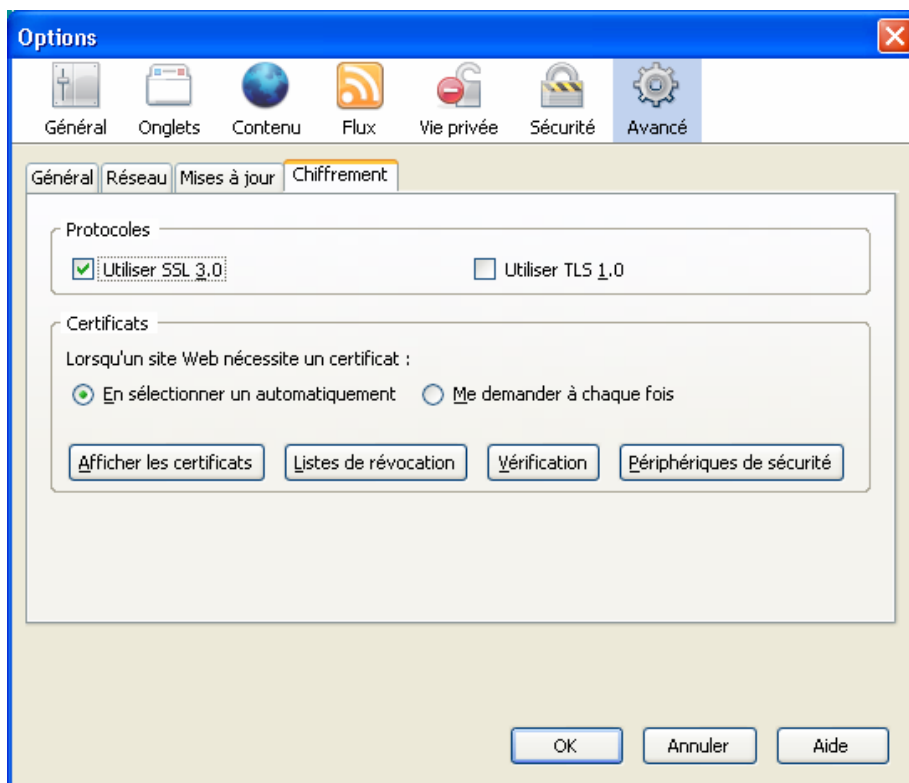 Options
Général Onglets Contenu Flux Vie privée Sécurité Avancé
Général Réseau Mises à jour Chiffrement
Protocoles
Utiliser SSL 3.0 Utiliser TLS 1.0
Certificats
Lorsqu'un site Web nécessite un certificat :
En sélectionner un automatiquement Me demander à chaque fois
Afficher les certificats Listes de révocation Vérification Périphériques de sécurité
OK Annuler Aide